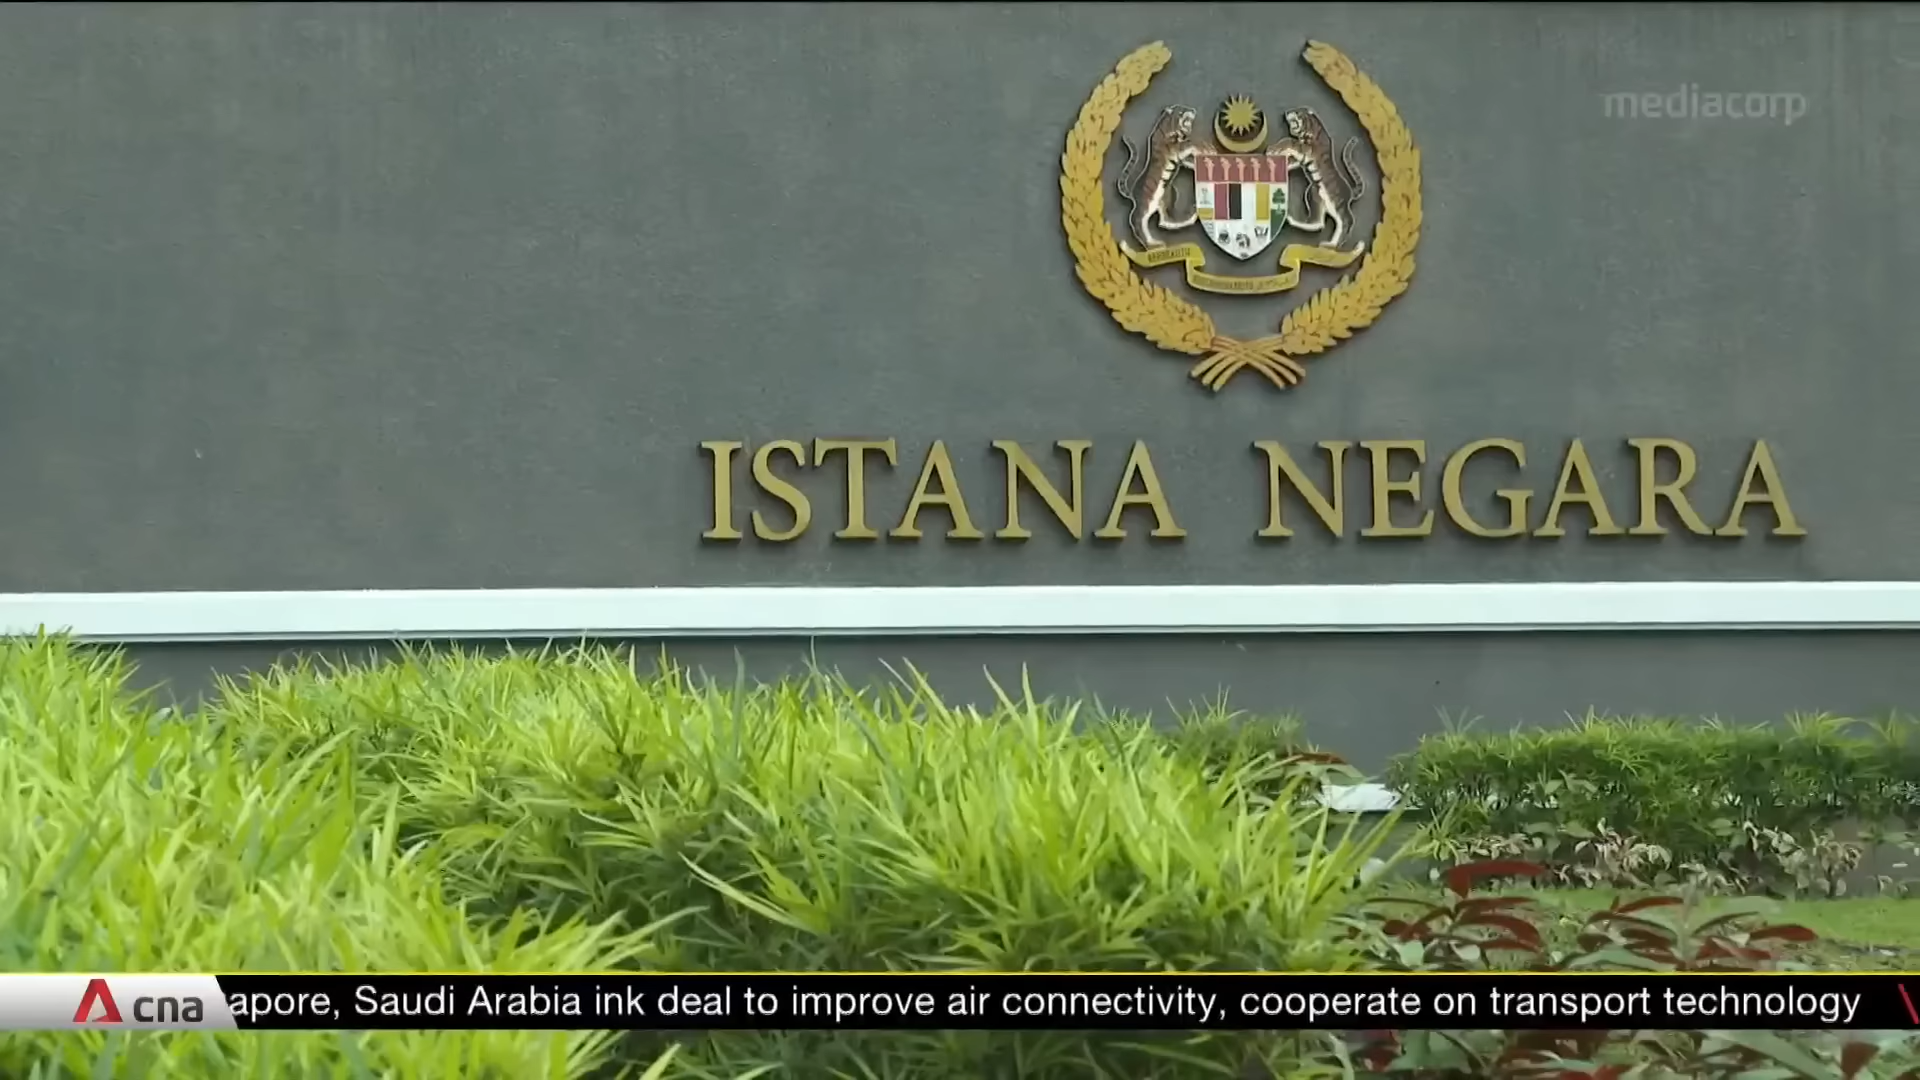 mediacorp
ISTANA NEGARA
cna
apore, Saudi Arabia ink deal to improve air connectivity, cooperate on transport technology